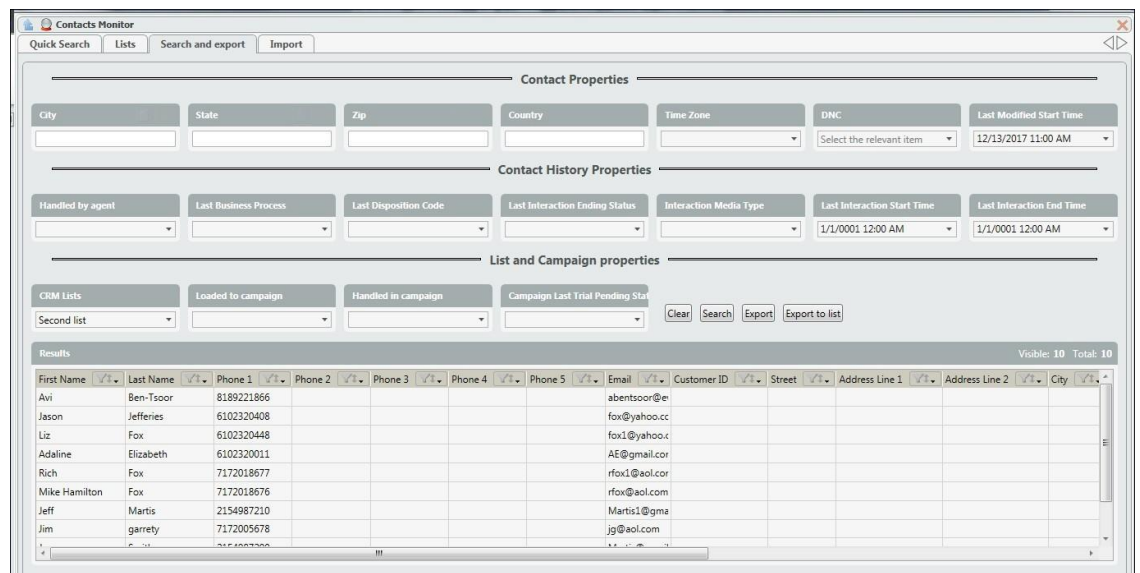 Contacts Monitor
Quick Search Lists Search and export Import
Contact Properties
City State Zip Country Time Zone DNC Last Modified Start Time
Select the relevant item 12/13/2017 11:00 AM
Contact History Properties
Handled by agent Last Business Process Last Disposition Code Last Interaction Ending Status Interaction Media Type Last Interaction Start Time Last Interaction End Time
1/1/0001 12:00 AM 1/1/0001 12:00 AM
List and Campaign properties
CRM Lists Loaded to campaign Handled in campaign Campaign Last Trial Pending Stat
Second list Clear Search Export Export to list
Results Visible: 10 Total: 10
First Name Last Name Phone 1 Phone 2 Phone 3 Phone 4 Phone 5 Email Customer ID Street Address Line 1 Address Line 2 City
Avi Ben-Tsoor 8189221866 abentsoor@e
Jason Jefferies 6102320408 fox@yahoo.cc
Liz Fox 6102320448 fox1@yahoo.c
Adaline Elizabeth 6102320011 AE@gmail.cor
Rich Fox 7172018677 rfox1@aol.cor
Mike Hamilton Fox 7172018676 rfox@aol.com
Jeff Martis 2154987210 Martis1@gma
Jim garrety 7172005678 jg@aol.com